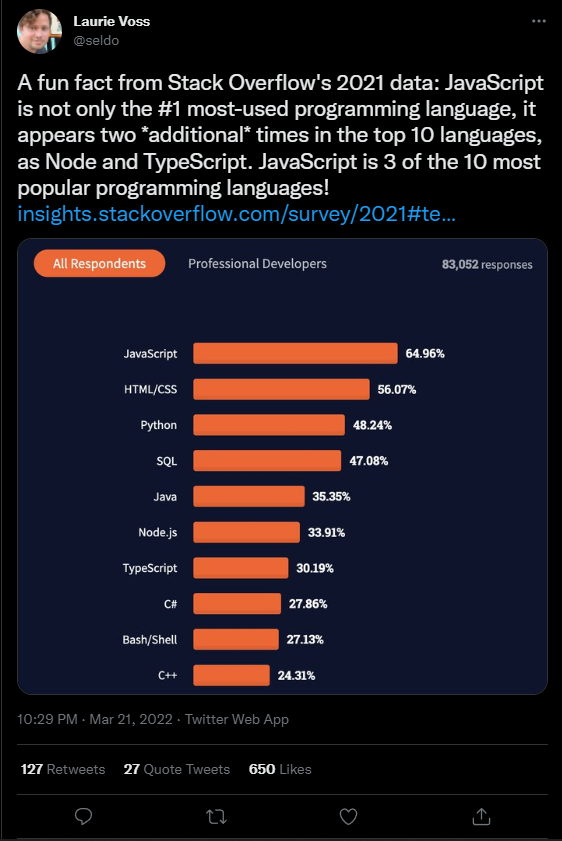 Laurie Voss
@seldo
A fun fact from Stack Overflow's 2021 data: JavaScript
is not only the #1 most-used programming language, it
appears two *additional* times in the top 10 languages,
as Node and TypeScript. JavaScript is 3 of the 10 most
popular programming languages!
insights.stackoverflow.com/survey/2021#te...
All Respondents Professional Developers 83,052 responses
JavaScript 64.96%
HTML/CSS 56.07%
Python 48.24%
SQL 47.08%
Java 35.35%
Node.js 33.91%
TypeScript 30.19%
C# 27.86%
Bash/Shell 27.13%
C++ 24.31%
10:29 PM · Mar 21, 2022 · Twitter Web App
127 Retweets 27 Quote Tweets 650 Likes